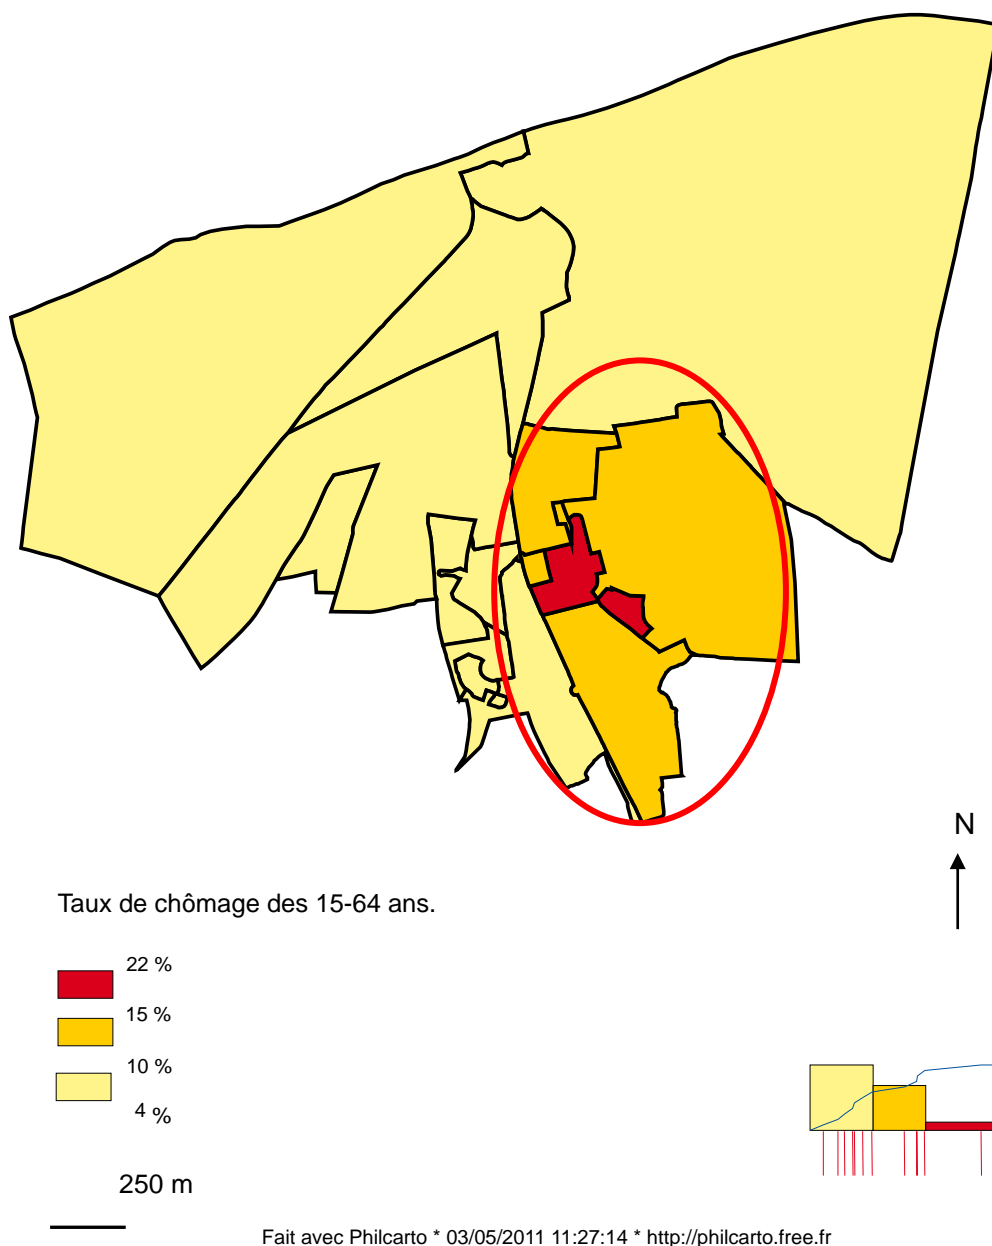 N
Taux de chômage des 15-64 ans.
22 %
15 %
10 %
4 %
250 m
Fait avec Philcarto * 03/05/2011 11:27:14 * http://philcarto.free.fr